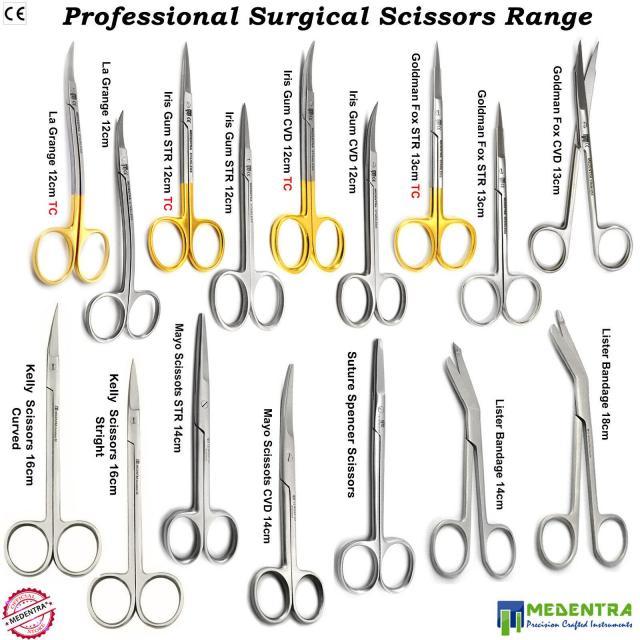 CE
Professional Surgical Scissors Range
La Grange 12cm TC
La Grange 12cm
Iris Gum STR 12cm TC
Iris Gum STR 12cm
Iris Gum CVD 12cm TC
Iris Gum CVD 12cm
Goldman Fox STR 13cm TC
Goldman Fox STR 13cm
Goldman Fox CVD 13cm
Kelly Scissors 16cm
Curved
Kelly Scissors 16cm
Stright
Mayo Scissots STR 14cm
Mayo Scissots CVD 14cm
Suture Spencer Scissors
Lister Bandage 14cm
Lister Bandage 18cm
OFFICIAL
MEDENTRA
STORE
MEDENTRA
Precision Crafted Instruments